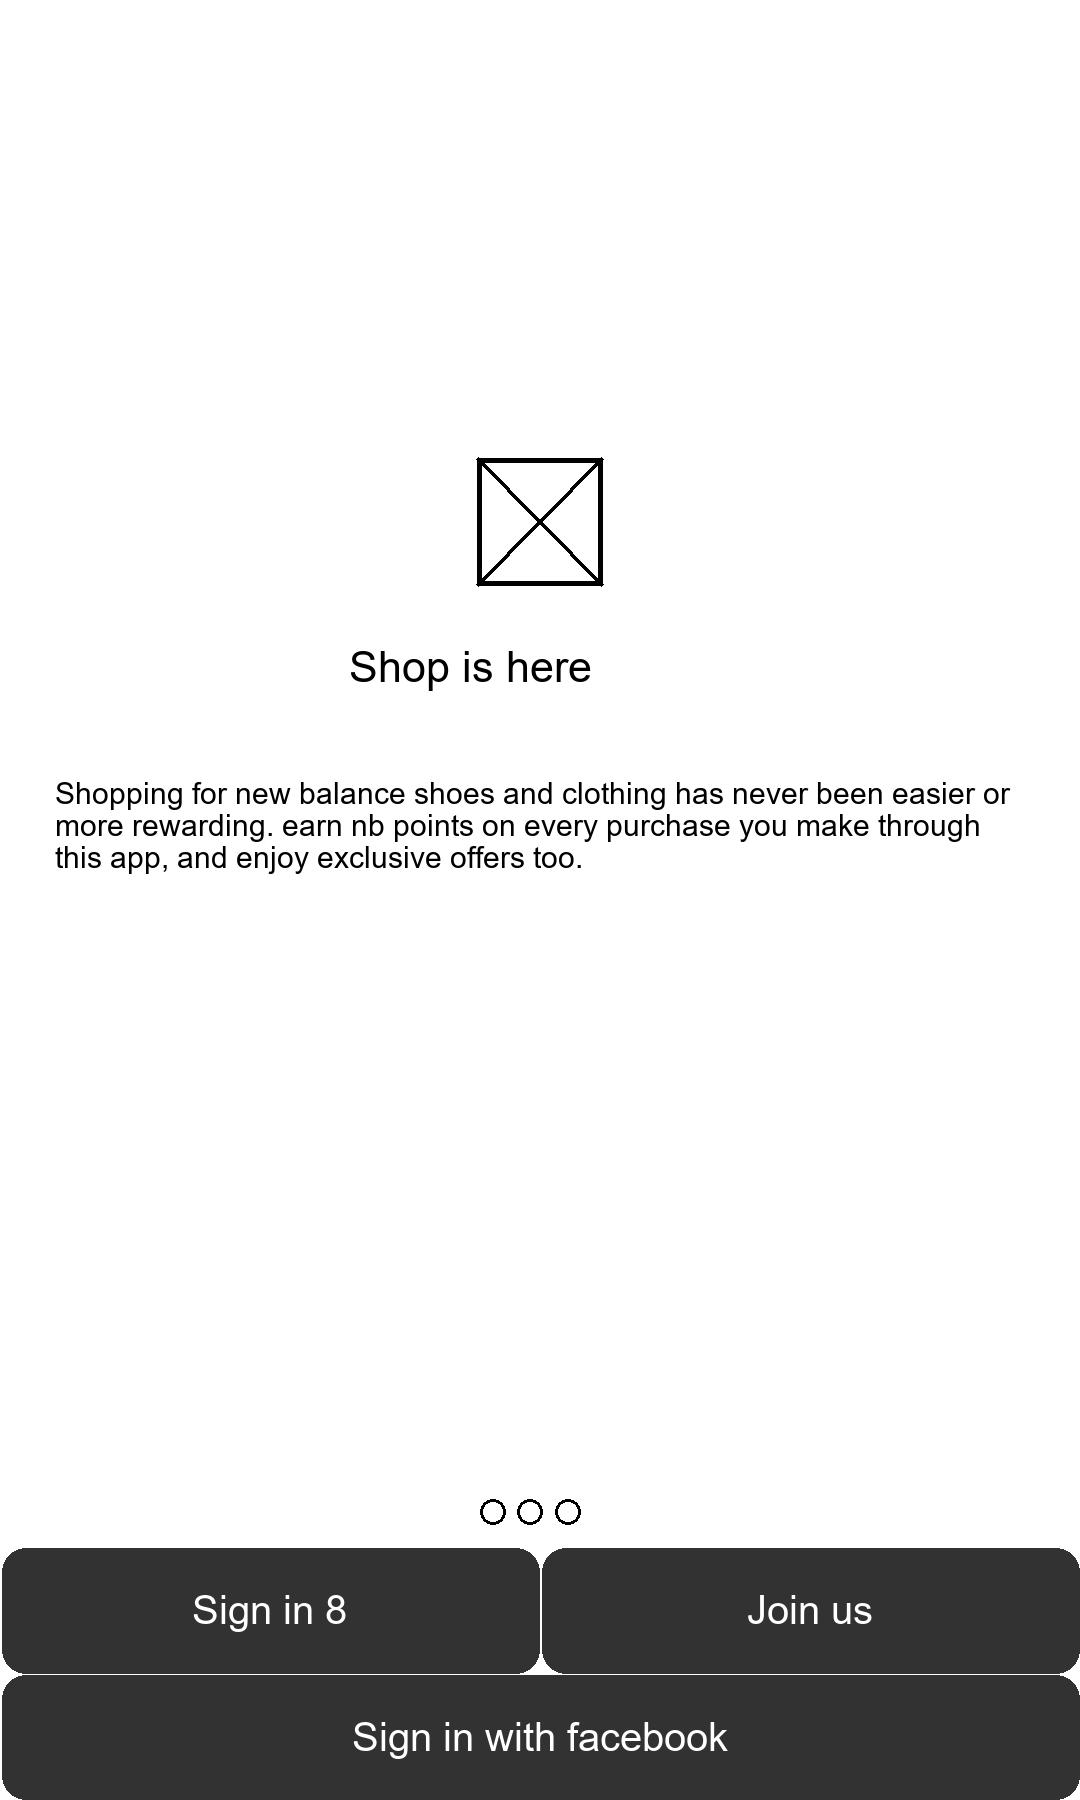 Shop is here
Shopping for new balance shoes and clothing has never been easier or
more rewarding. earn nb points on every purchase you make through
this app, and enjoy exclusive offers too.
Sign in 8
Join us
Sign in with facebook